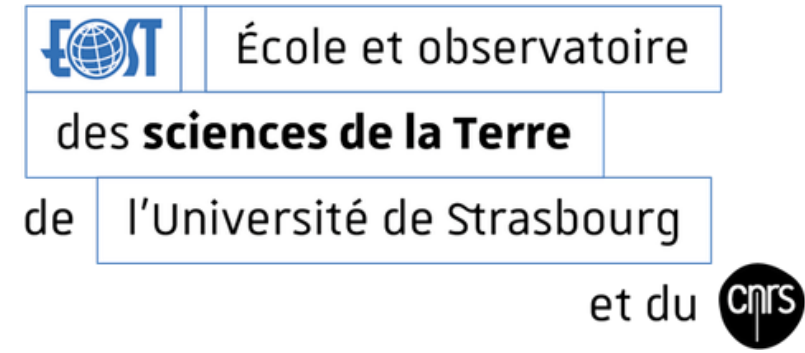 EOST École et observatoire
des sciences de la Terre
de l'Université de Strasbourg
et du cnrs